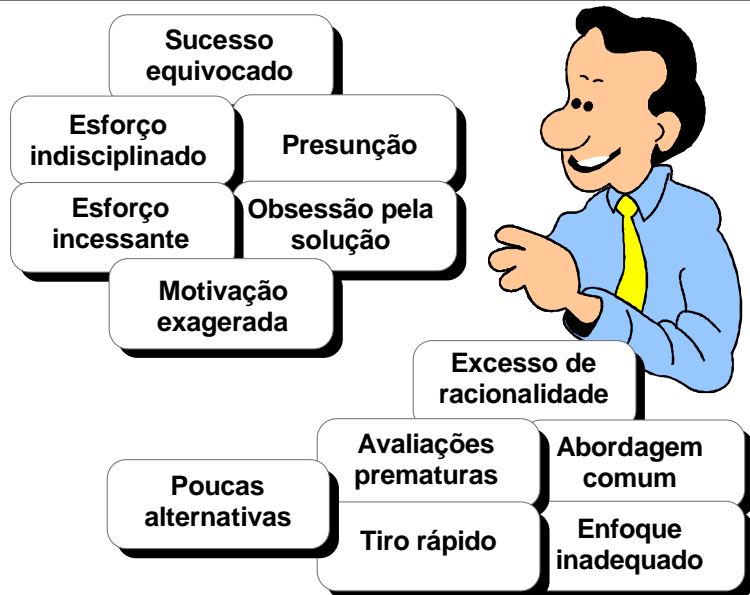 Sucesso
equivocado
Esforço
indisciplinado
Presunção
Esforço
incessante
Obsessão pela
solução
Motivação
exagerada
Excesso de
racionalidade
Avaliações
prematuras
Abordagem
comum
Poucas
alternativas
Tiro rápido
Enfoque
inadequado